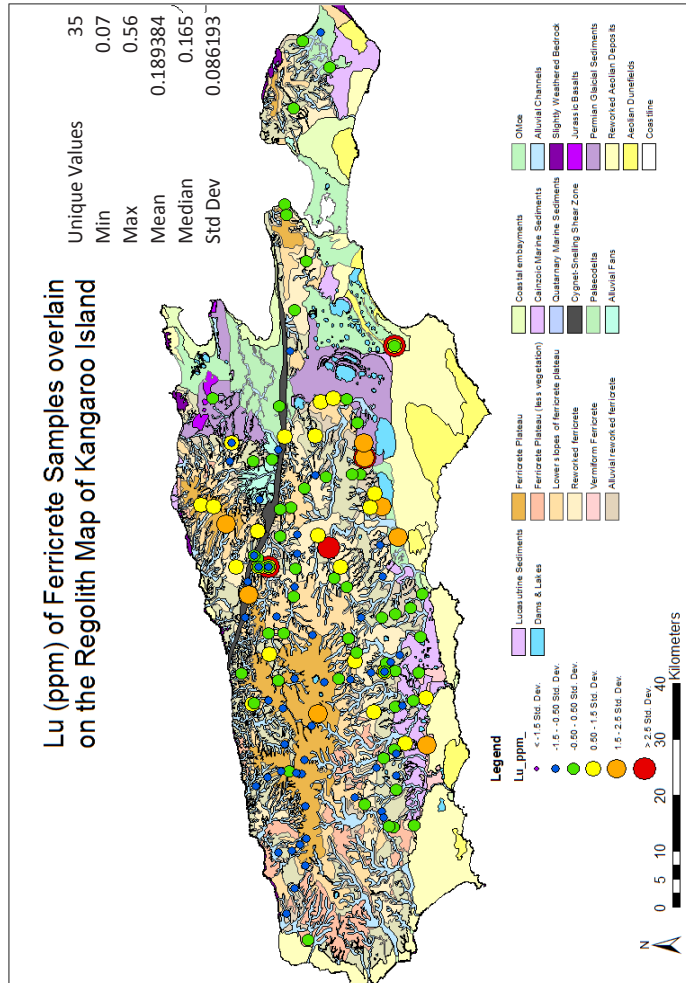 Lu (ppm) of Ferricrete Samples overlain
on the Regolith Map of Kangaroo Island
Unique Values 35
Min 0.07
Max 0.56
Mean 0.189384
Median 0.165
Std Dev 0.086193
Legend
Lu_ppm_
< -1.5 Std. Dev.
-1.5 - -0.50 Std. Dev.
-0.50 - 0.50 Std. Dev.
0.50 - 1.5 Std. Dev.
1.5 - 2.5 Std. Dev.
> 2.5 Std. Dev.
Lucasutrine Sediments
Dams & Lakes
Ferricrete Plateau
Ferricrete Plateau (less vegetation)
Lower slopes of ferricrete plateau
Reworked ferricrete
Vermiform Ferricrete
Alluvial reworked ferricrete
Coastal embayments
Cainzoic Marine Sediments
Quatarnary Marine Sediments
Cygnet-Snelling Shear Zone
Palaeodelta
Alluvial Fans
OMce
Alluvial Channels
Slightly Weathered Bedrock
Jurassic Basalts
Permian Glaicial Sediments
Reworked Aeolian Deposits
Aeolian Dunefields
Coastline
N
0 5 10 20 30 40
Kilometers